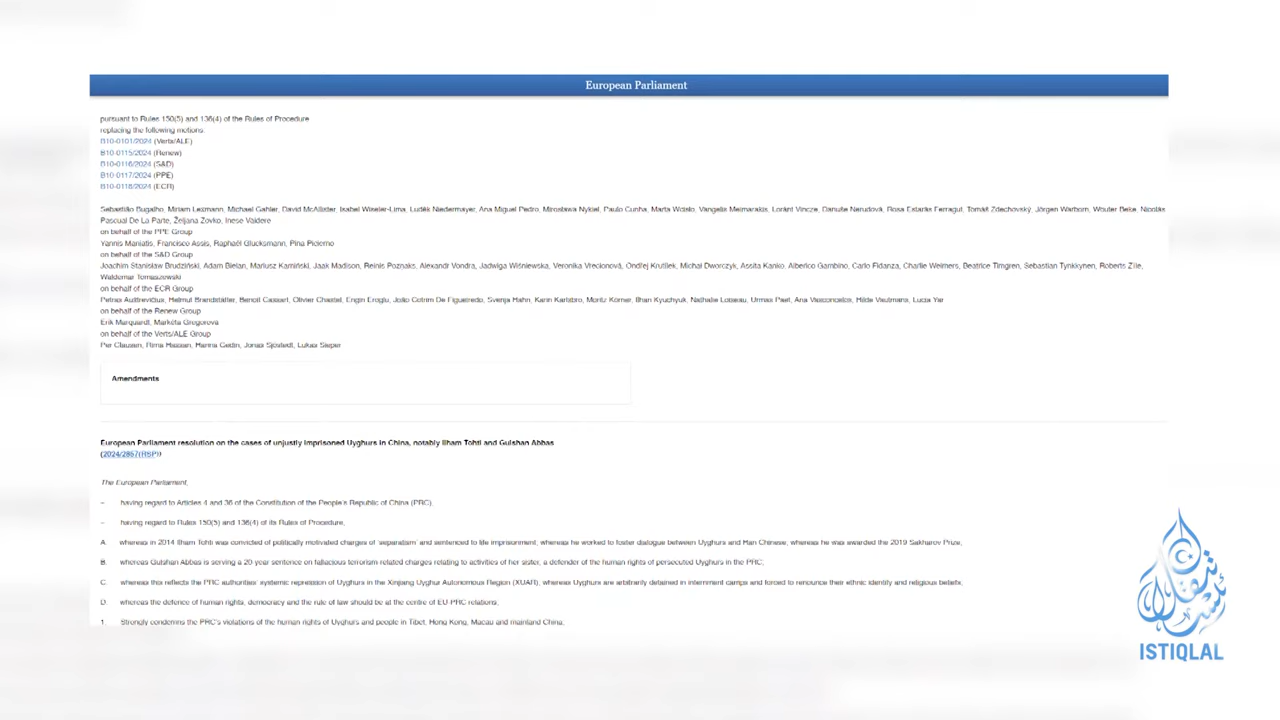 European Parliament
pursuant to Rules 150(5) and 136(4) of the Rules of Procedure
replacing the following motions:
B10-0101/2024 (Verts/ALE)
B10-0115/2024 (Renew)
B10-0116/2024 (S&D)
B10-0117/2024 (PPE)
B10-0118/2024 (ECR)
Sebastião Bugalho, Miriam Lexmann, Michael Gahler, David McAllister, Isabel Wiseler-Lima, Luděk Niedermayer, Ana Miguel Pedro, Mirosława Nykiel, Paulo Cunha, Marta Wcisło, Vangelis Meimarakis, Loránt Vincze, Danuše Nerudová, Rosa Estaràs Ferragut, Tomáš Zdechovský, Jörgen Warborn, Wouter Beke, Nicolás
Pascual De La Parte, Željana Zovko, Inese Vaidere
on behalf of the PPE Group
Yannis Maniatis, Francisco Assis, Raphaël Glucksmann, Pina Picierno
on behalf of the S&D Group
Joachim Stanisław Brudziński, Adam Bielan, Mariusz Kamiński, Jaak Madison, Reinis Poznaks, Alexandr Vondra, Jadwiga Wiśniewska, Veronika Vrecionová, Ondřej Krutílek, Michał Dworczyk, Assita Kanko, Alberico Gambino, Carlo Fidanza, Charlie Weimers, Beatrice Timgren, Sebastian Tynkkynen, Roberts Zīle,
Waldemar Tomaszewski
on behalf of the ECR Group
Petras Auštrevičius, Helmut Brandstätter, Benoit Cassart, Olivier Chastel, Engin Eroglu, João Cotrim De Figueiredo, Svenja Hahn, Karin Karlsbro, Moritz Körner, Ilhan Kyuchyuk, Nathalie Loiseau, Urmas Paet, Ana Vasconcelos, Hilde Vautmans, Lucia Yar
on behalf of the Renew Group
Erik Marquardt, Markéta Gregorová
on behalf of the Verts/ALE Group
Per Clausen, Rima Hassan, Hanna Gedin, Jonas Sjöstedt, Lukas Sieper
Amendments
European Parliament resolution on the cases of unjustly imprisoned Uyghurs in China, notably Ilham Tohti and Gulshan Abbas
(2024/2857(RSP))
The European Parliament,
– having regard to Articles 4 and 36 of the Constitution of the People's Republic of China (PRC),
– having regard to Rules 150(5) and 136(4) of its Rules of Procedure,
A. whereas in 2014 Ilham Tohti was convicted of politically motivated charges of 'separatism' and sentenced to life imprisonment, whereas he worked to foster dialogue between Uyghurs and Han Chinese, whereas he was awarded the 2019 Sakharov Prize;
B. whereas Gulshan Abbas is serving a 20-year sentence on fallacious terrorism related charges relating to activities of her sister, a defender of the human rights of persecuted Uyghurs in the PRC;
C. whereas this reflects the PRC authorities' systemic repression of Uyghurs in the Xinjiang Uyghur Autonomous Region (XUAR), whereas Uyghurs are arbitrarily detained in internment camps and forced to renounce their ethnic identity and religious beliefs;
D. whereas the defence of human rights, democracy and the rule of law should be at the centre of EU PRC relations;
1. Strongly condemns the PRC's violations of the human rights of Uyghurs and people in Tibet, Hong Kong, Macau and mainland China;
ISTIQLAL